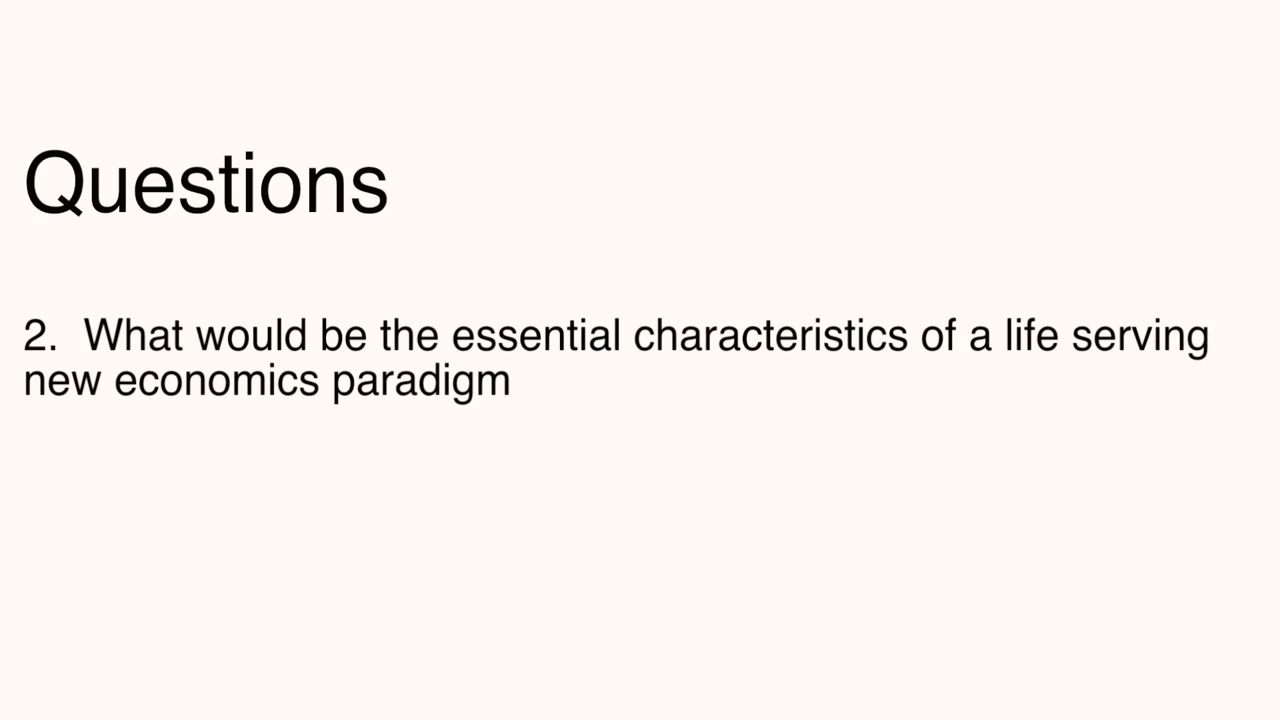 Questions
2. What would be the essential characteristics of a life serving
new economics paradigm